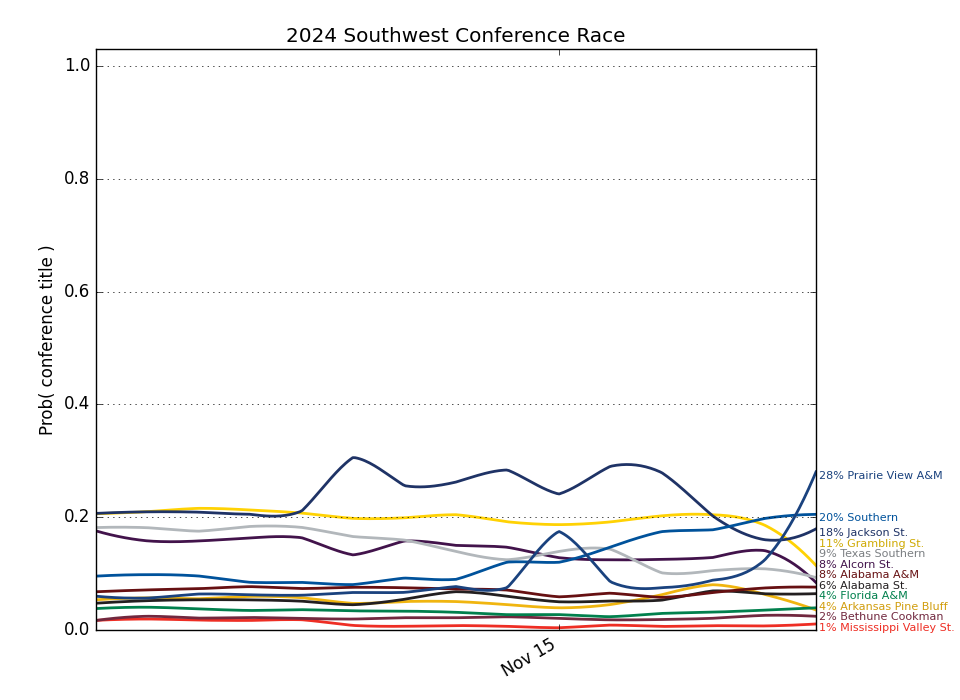 2024 Southwest Conference Race
Prob( conference title )
1.0
0.8
0.6
0.4
0.2
0.0
Nov 15
28% Prairie View A&M
20% Southern
18% Jackson St.
11% Grambling St.
9% Texas Southern
8% Alcorn St.
8% Alabama A&M
6% Alabama St.
4% Florida A&M
4% Arkansas Pine Bluff
2% Bethune Cookman
1% Mississippi Valley St.